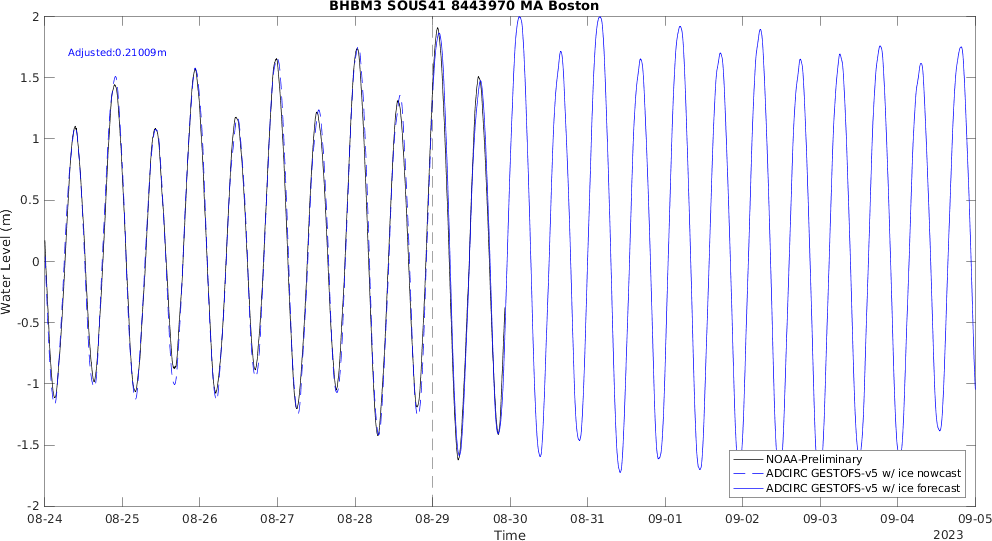 BHBM3 SOUS41 8443970 MA Boston
Adjusted:0.21009m
2
1.5
1
0.5
0
-0.5
-1
-1.5
-2
Water Level (m)
NOAA-Preliminary
ADCIRC GESTOFS-v5 w/ ice nowcast
ADCIRC GESTOFS-v5 w/ ice forecast
08-24 08-25 08-26 08-27 08-28 08-29 08-30 08-31 09-01 09-02 09-03 09-04 09-05
Time
2023